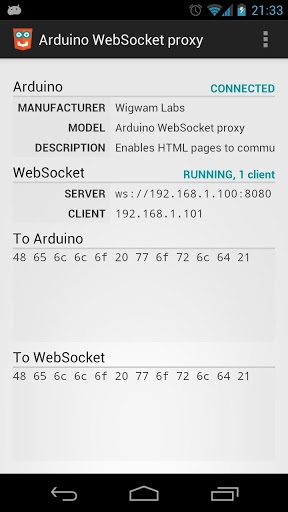 21:33
Arduino WebSocket proxy
Arduino CONNECTED
MANUFACTURER Wigwam Labs
MODEL Arduino WebSocket proxy
DESCRIPTION Enables HTML pages to commu
WebSocket RUNNING, 1 client
SERVER ws://192.168.1.100:8080
CLIENT 192.168.1.101
To Arduino
48 65 6c 6c 6f 20 77 6f 72 6c 64 21
To WebSocket
48 65 6c 6c 6f 20 77 6f 72 6c 64 21